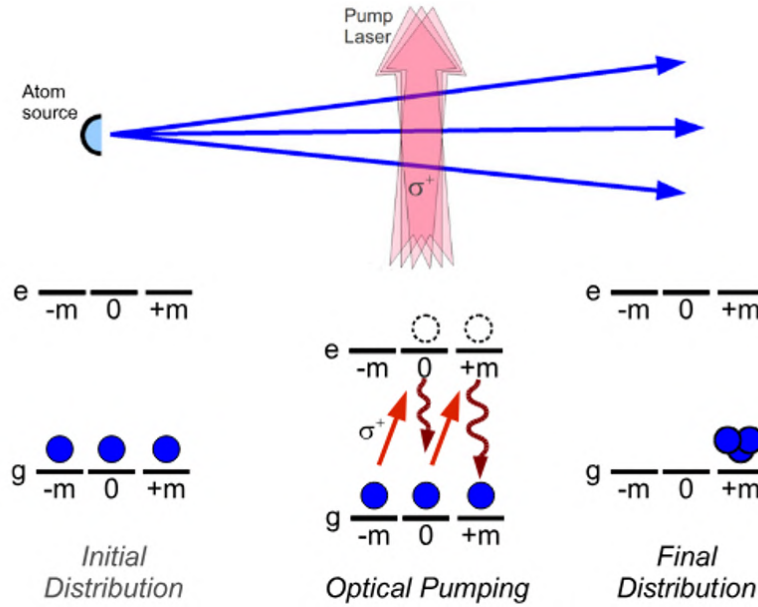 Pump
Laser
Atom
source
σ+
e
-m 0 +m
g
-m 0 +m
Initial
Distribution
e
-m 0 +m
σ+
g
-m 0 +m
Optical Pumping
e
-m 0 +m
g
-m 0 +m
Final
Distribution